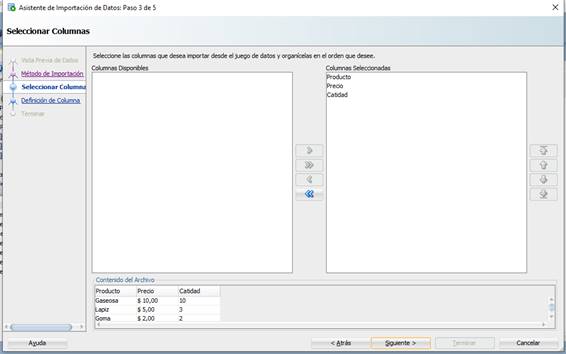 Asistente de Importación de Datos: Paso 3 de 5
Seleccionar Columnas
Vista Previa de Datos
Método de Importación
Seleccionar Columna
Definición de Columna
Terminar
Seleccione las columnas que desea importar desde el juego de datos y organícelas en el orden que desee.
Columnas Disponibles
Columnas Seleccionadas
Producto
Precio
Catidad
Contenido del Archivo
Producto Precio Catidad
Gaseosa $ 10,00 10
Lapiz $ 5,00 3
Goma $ 2,00 2
Ayuda
< Atrás
Siguiente >
Terminar
Cancelar